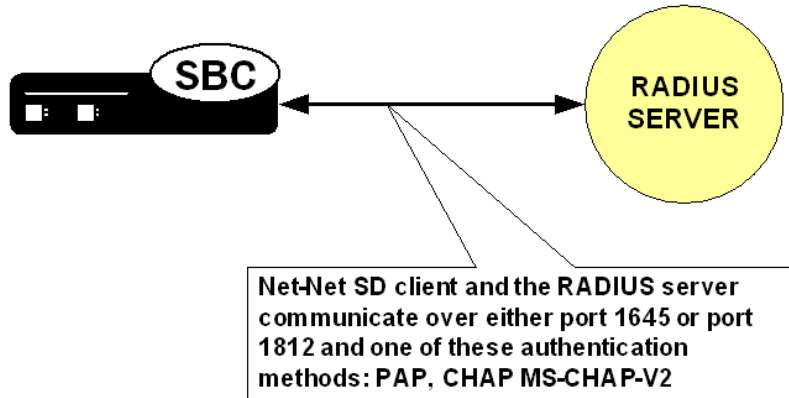 SBC
RADIUS
SERVER
Net-Net SD client and the RADIUS server
communicate over either port 1645 or port
1812 and one of these authentication
methods: PAP, CHAP MS-CHAP-V2